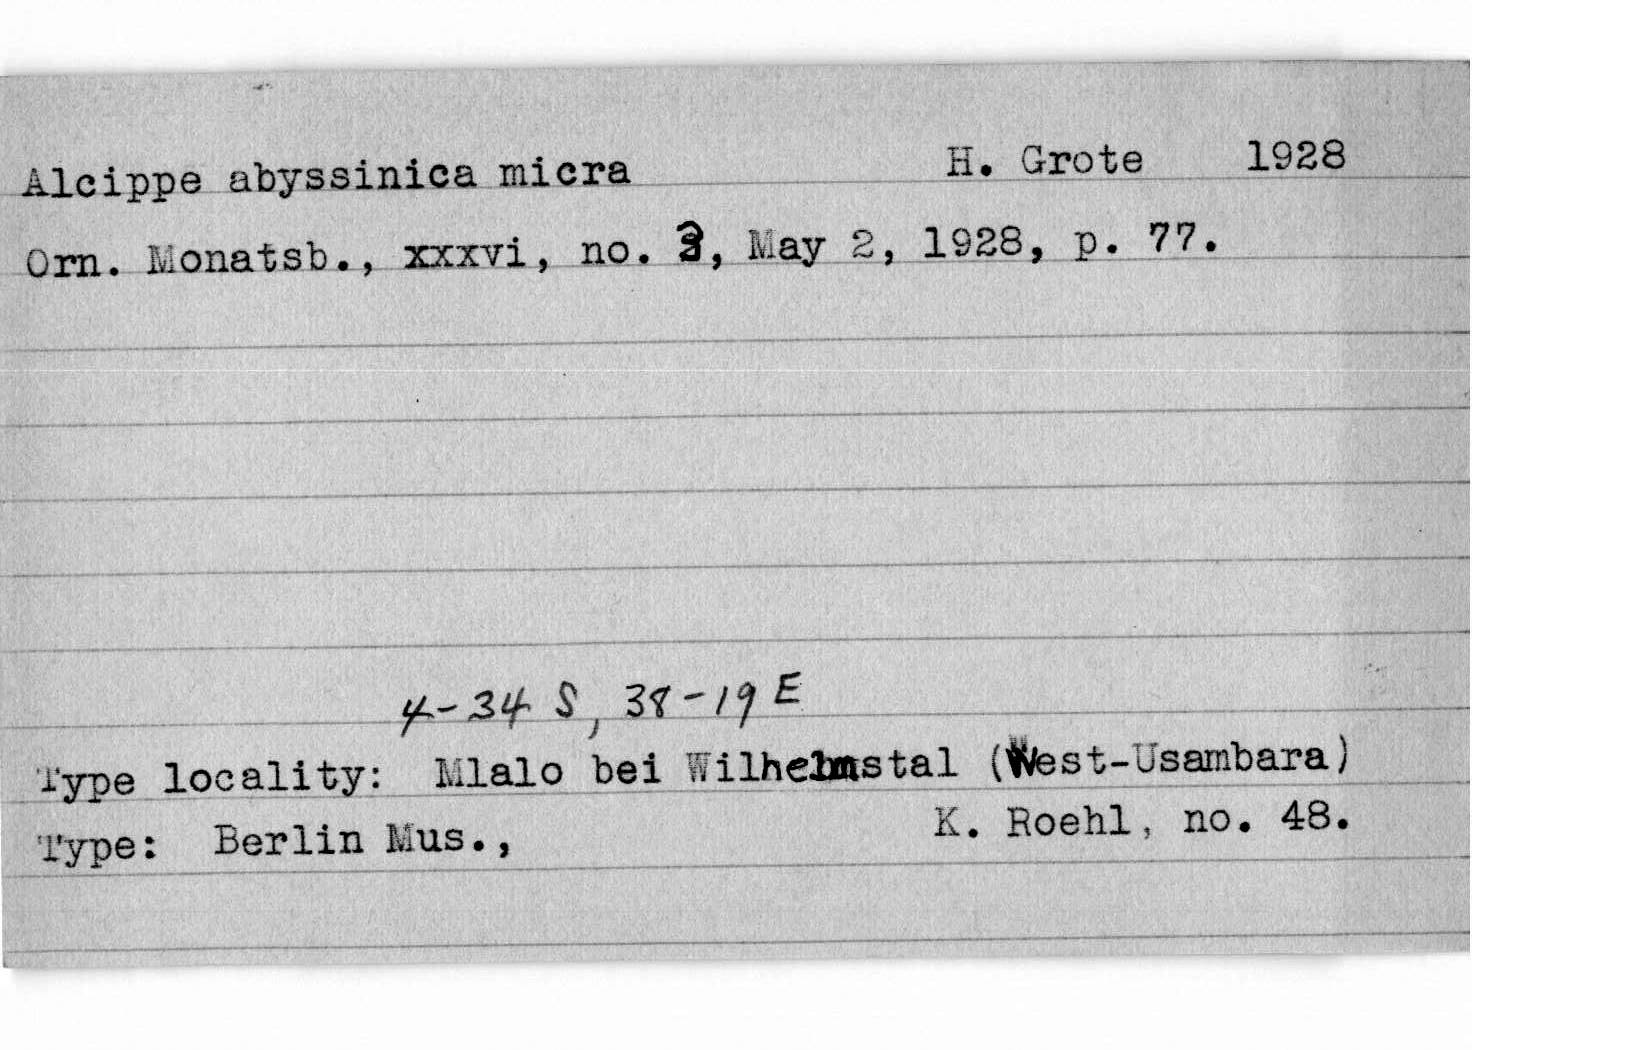 Alcippe abyssinica micra H. Grote 1928
Orn. Monatsb., xxxvi, no. 3, May 2, 1928, p. 77.
4-34 S, 38-19 E
Type locality: Mlalo bei Wilhelmstal (West-Usambara)
Type: Berlin Mus., K. Roehl, no. 48.